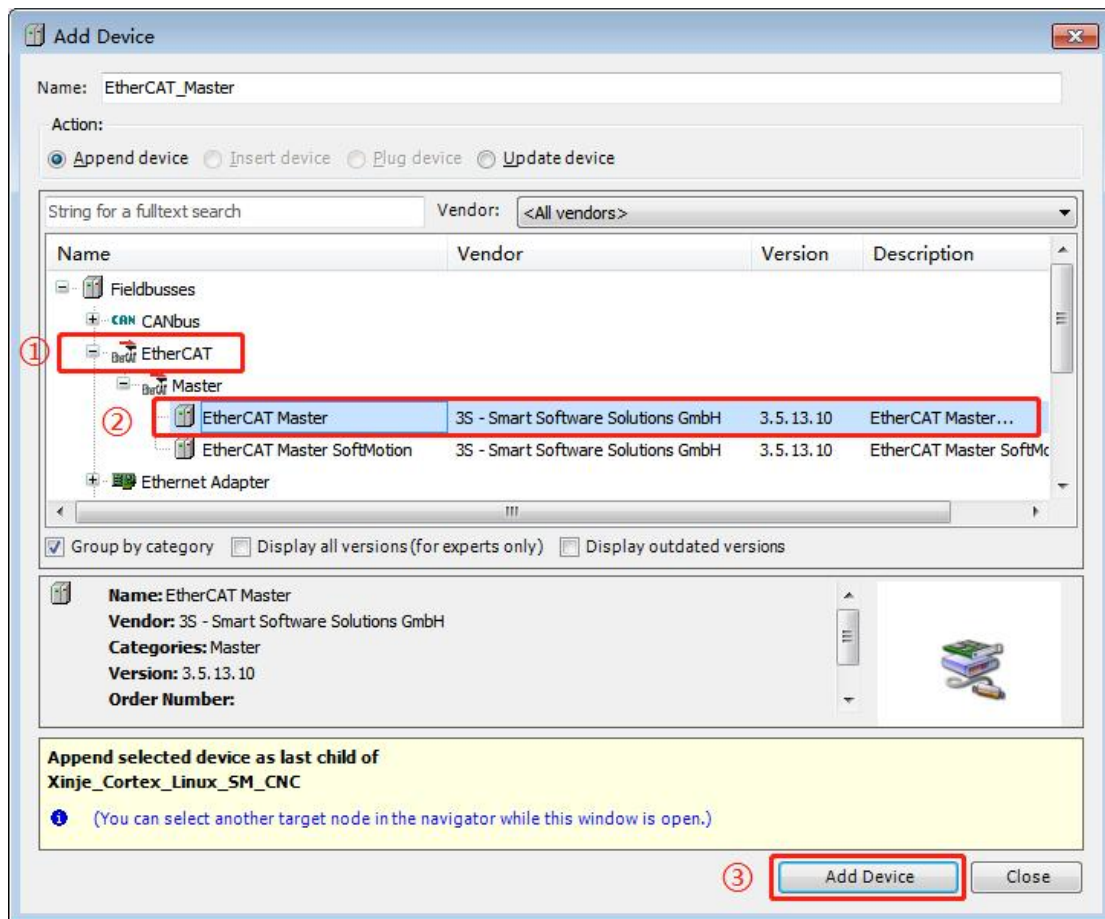 Add Device
Name: EtherCAT_Master
Action:
Append device Insert device Plug device Update device
String for a fulltext search Vendor: <All vendors>
Name Vendor Version Description
Fieldbusses
CAN CANbus
① EtherCAT EtherCAT
EtherCAT Master
② EtherCAT Master 3S - Smart Software Solutions GmbH 3.5.13.10 EtherCAT Master...
EtherCAT Master SoftMotion 3S - Smart Software Solutions GmbH 3.5.13.10 EtherCAT Master SoftMo
Ethernet Adapter
Group by category Display all versions (for experts only) Display outdated versions
Name: EtherCAT Master
Vendor: 3S - Smart Software Solutions GmbH
Categories: Master
Version: 3.5.13.10
Order Number:
Append selected device as last child of
Xinje_Cortex_Linux_SM_CNC
(You can select another target node in the navigator while this window is open.)
③ Add Device Close